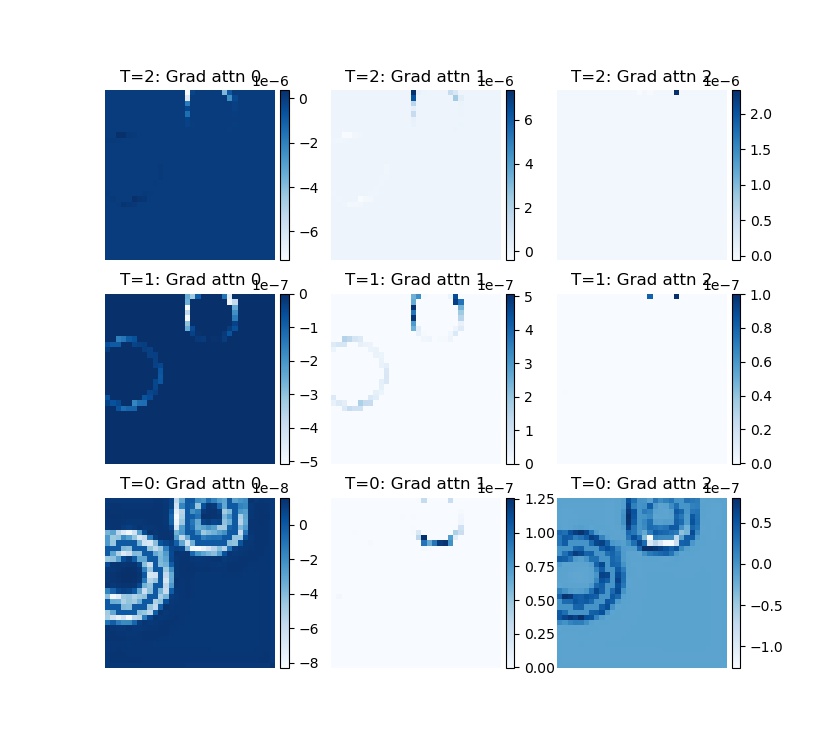 T=2: Grad attn 0
1e−6
0
−2
−4
−6
T=2: Grad attn 1
1e−6
6
4
2
0
T=2: Grad attn 2
1e−6
2.0
1.5
1.0
0.5
0.0
T=1: Grad attn 0
1e−7
0
−1
−2
−3
−4
−5
T=1: Grad attn 1
1e−7
5
4
3
2
1
0
T=1: Grad attn 2
1e−7
1.0
0.8
0.6
0.4
0.2
0.0
T=0: Grad attn 0
1e−8
0
−2
−4
−6
−8
T=0: Grad attn 1
1e−7
1.25
1.00
0.75
0.50
0.25
0.00
T=0: Grad attn 2
1e−7
0.5
0.0
−0.5
−1.0